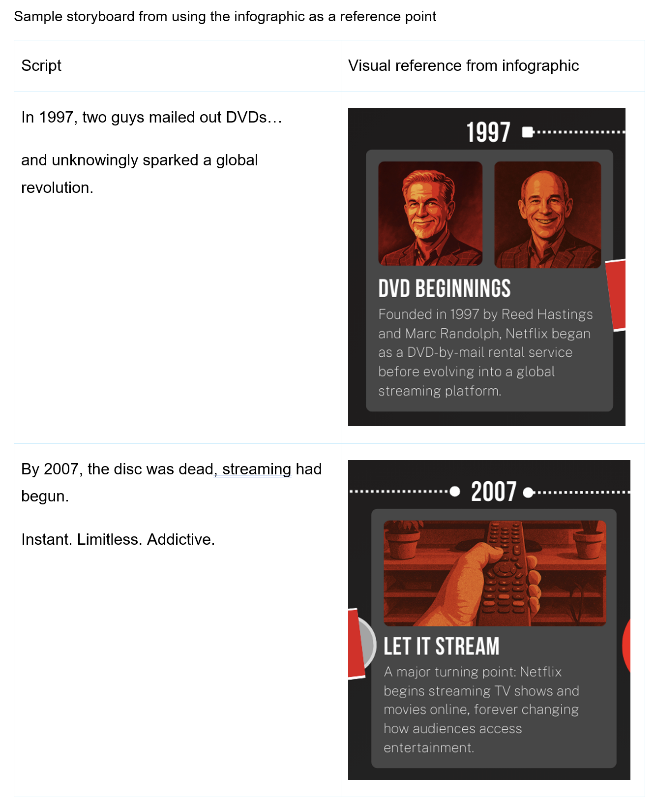 Sample storyboard from using the infographic as a reference point
Script
Visual reference from infographic
In 1997, two guys mailed out DVDs…
and unknowingly sparked a global
revolution.
1997
DVD BEGINNINGS
Founded in 1997 by Reed Hastings
and Marc Randolph, Netflix began
as a DVD-by-mail rental service
before evolving into a global
streaming platform.
By 2007, the disc was dead, streaming had
begun.
Instant. Limitless. Addictive.
2007
LET IT STREAM
A major turning point: Netflix
begins streaming TV shows and
movies online, forever changing
how audiences access
entertainment.